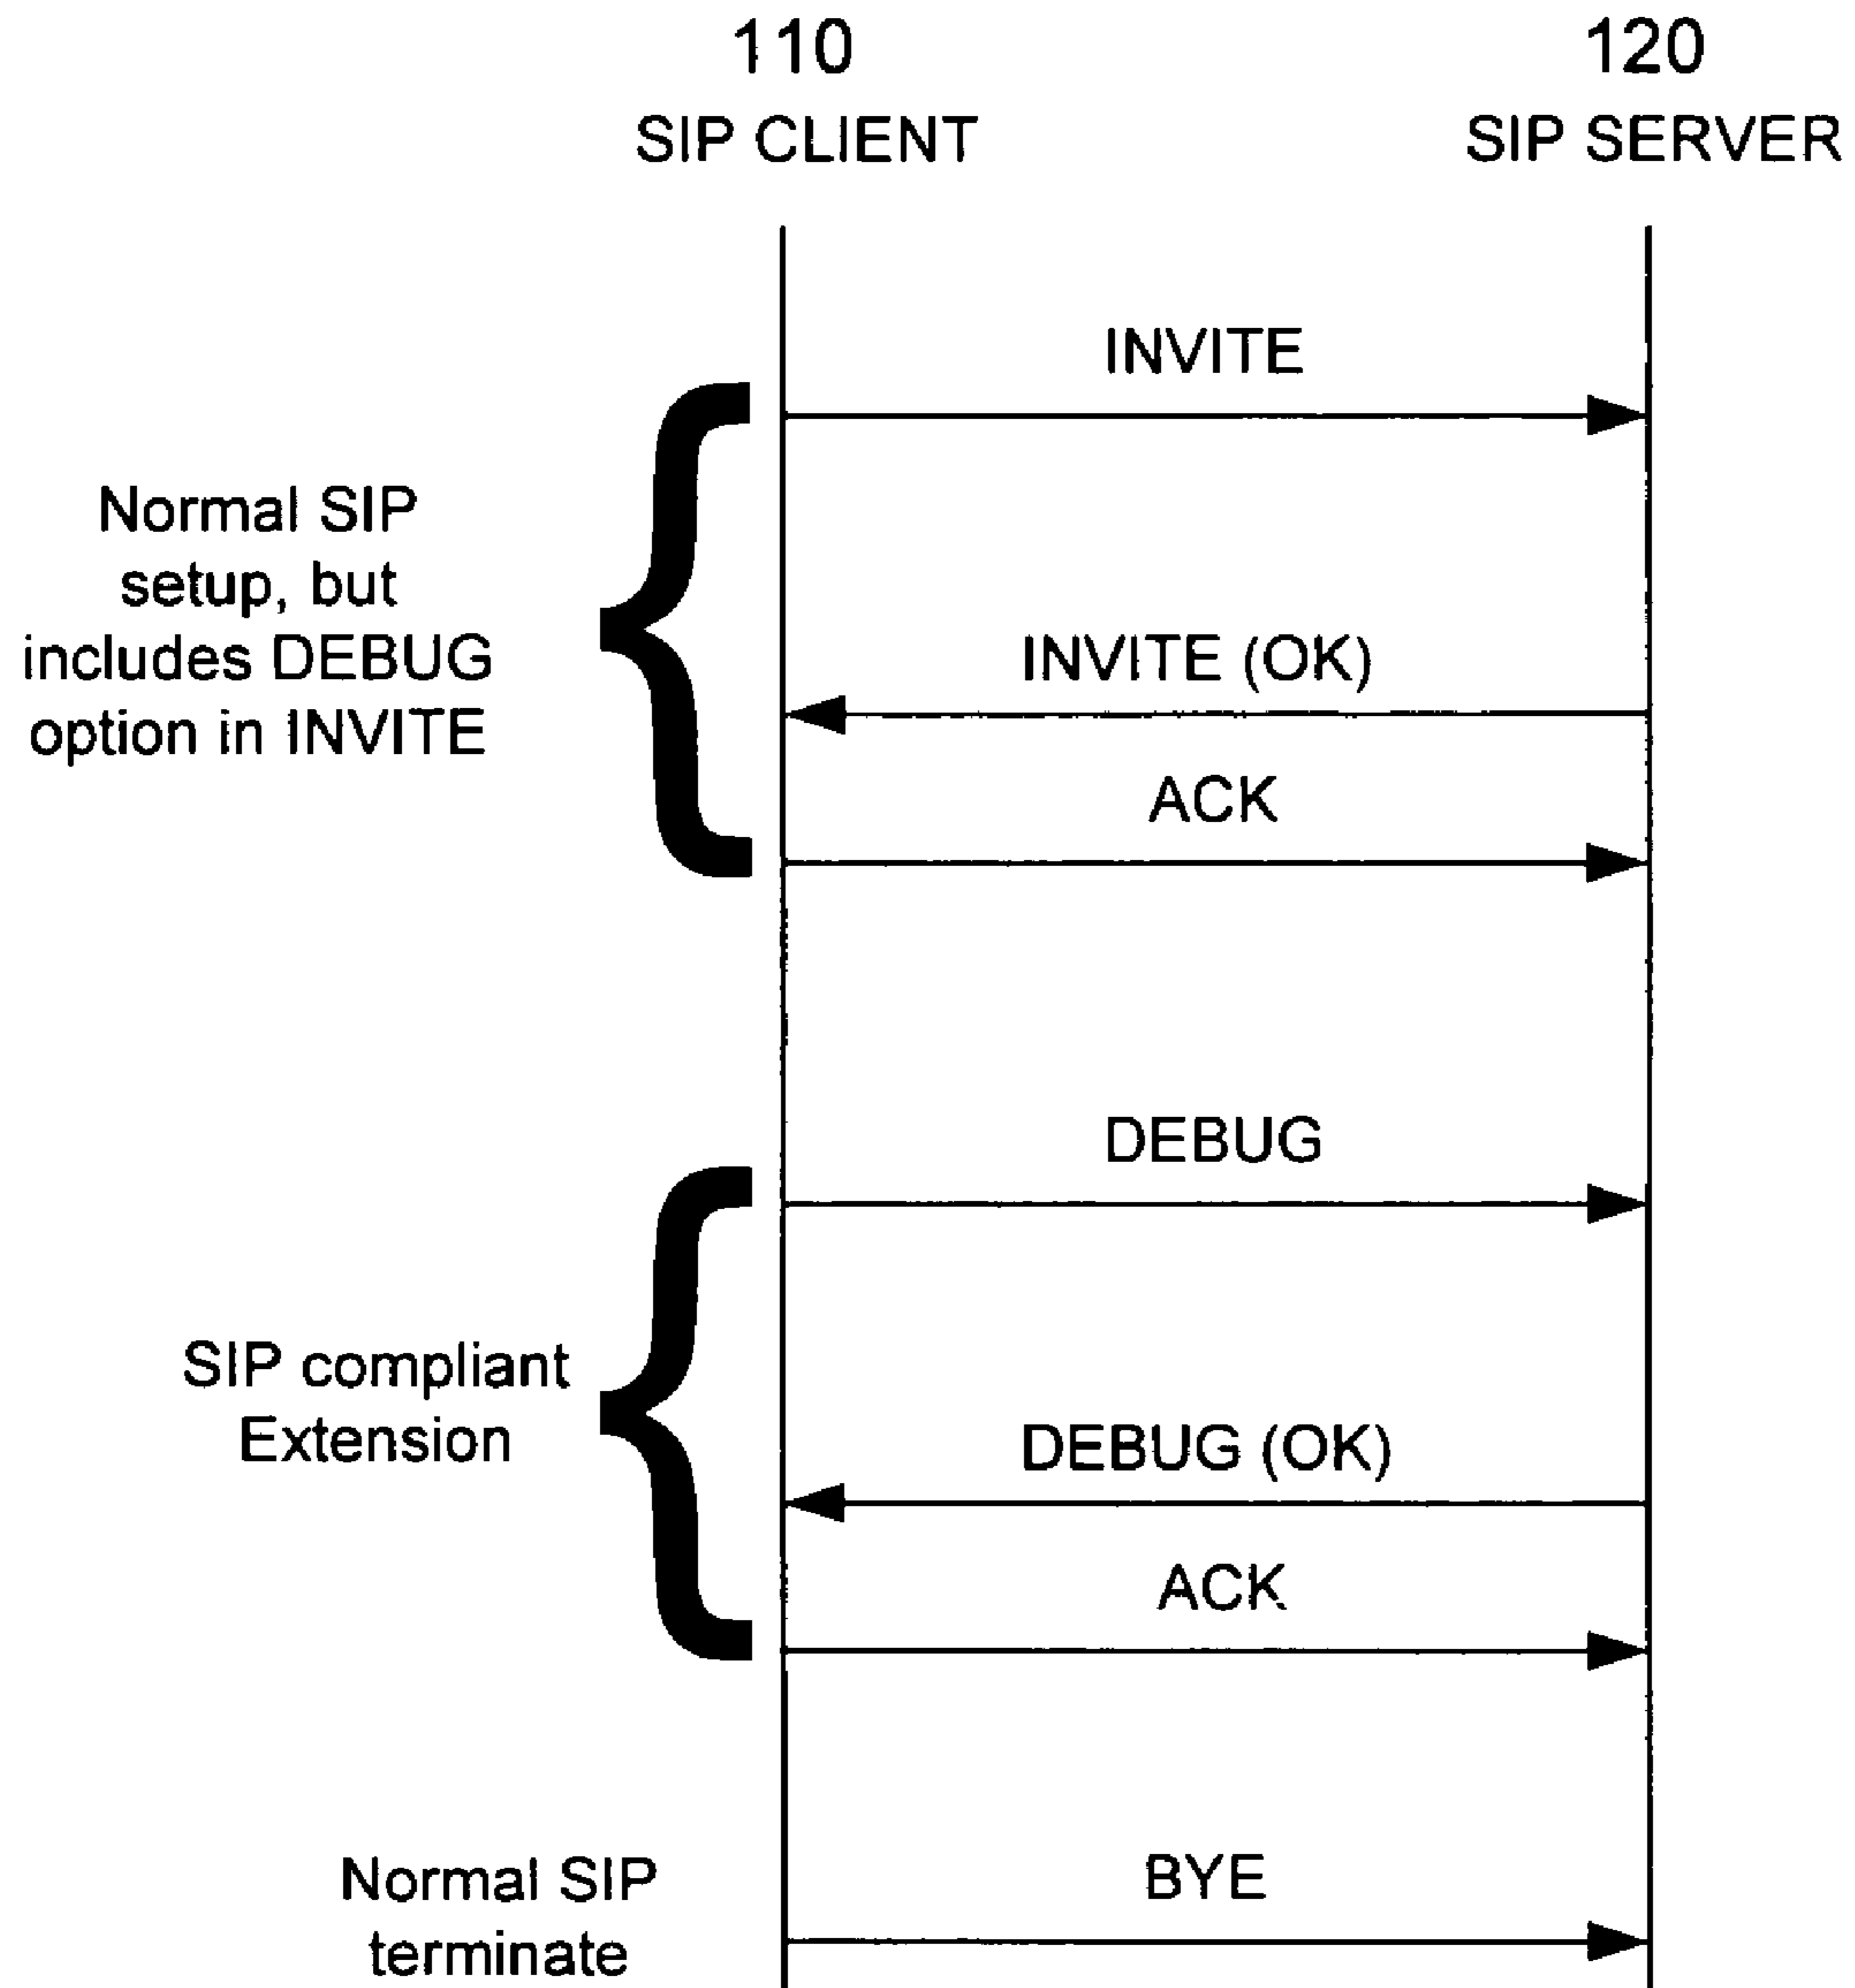 110
120
SIP CLIENT
SIP SERVER
INVITE
Normal SIP
setup, but
includes DEBUG
option in INVITE
INVITE (OK)
ACK
DEBUG
SIP compliant
Extension
DEBUG (OK)
ACK
Normal SIP
terminate
BYE